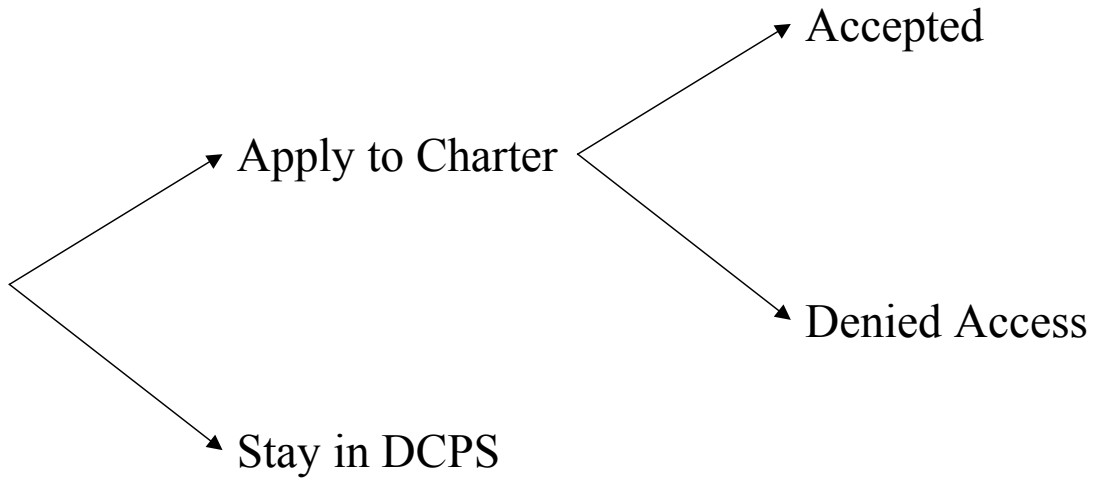 Accepted
Apply to Charter
Denied Access
Stay in DCPS